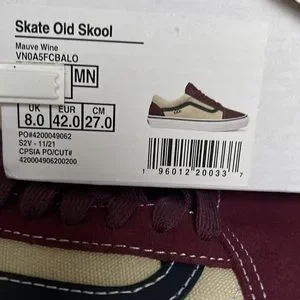 Skate Old Skool
Mauve Wine
VN0A5FCBALO
MN
UK EUR CM
8.0 42.0 27.0
PO#4200049062
S2V - 11/21
CPSIA PO/CUT#
420004906200200
1 96012 20033 7